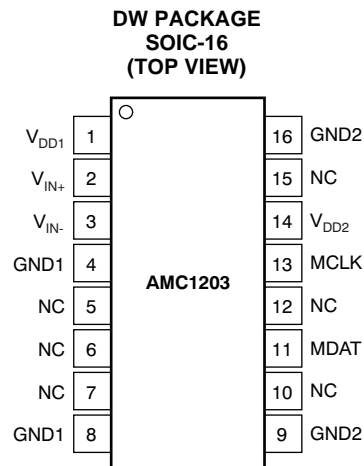 DW PACKAGE
SOIC-16
(TOP VIEW)
VDD1 1 16 GND2
VIN+ 2 15 NC
VIN- 3 14 VDD2
GND1 4 13 MCLK
AMC1203
NC 5 12 NC
NC 6 11 MDAT
NC 7 10 NC
GND1 8 9 GND2